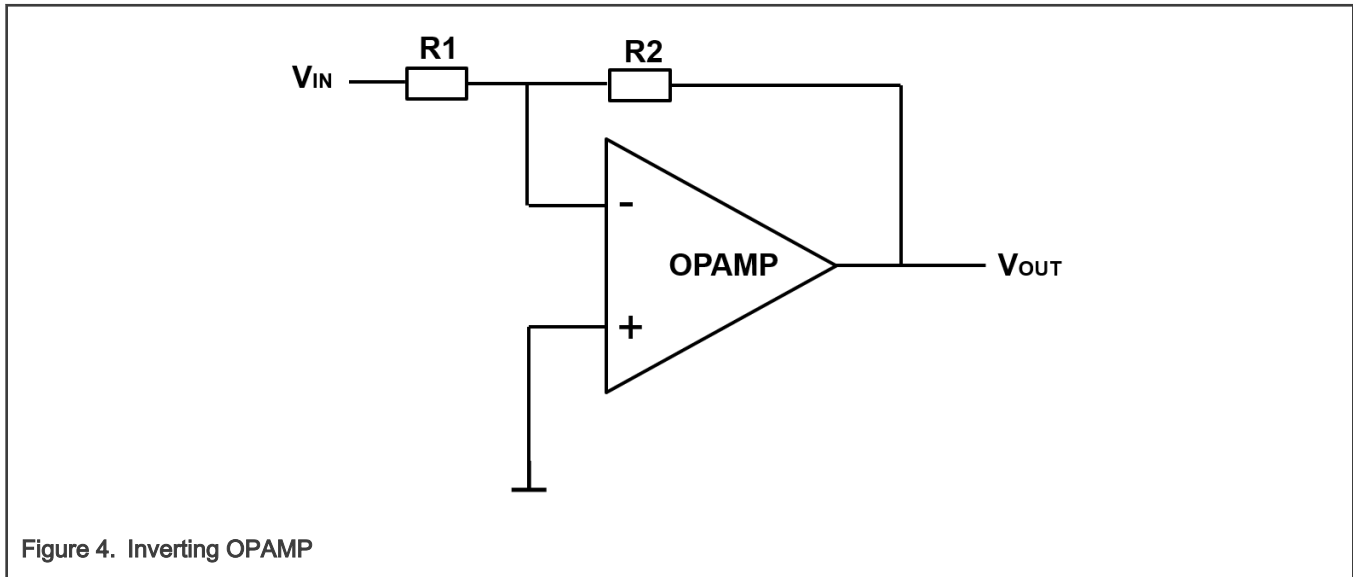 R1
R2
VIN
-
OPAMP
VOUT
+
Figure 4. Inverting OPAMP